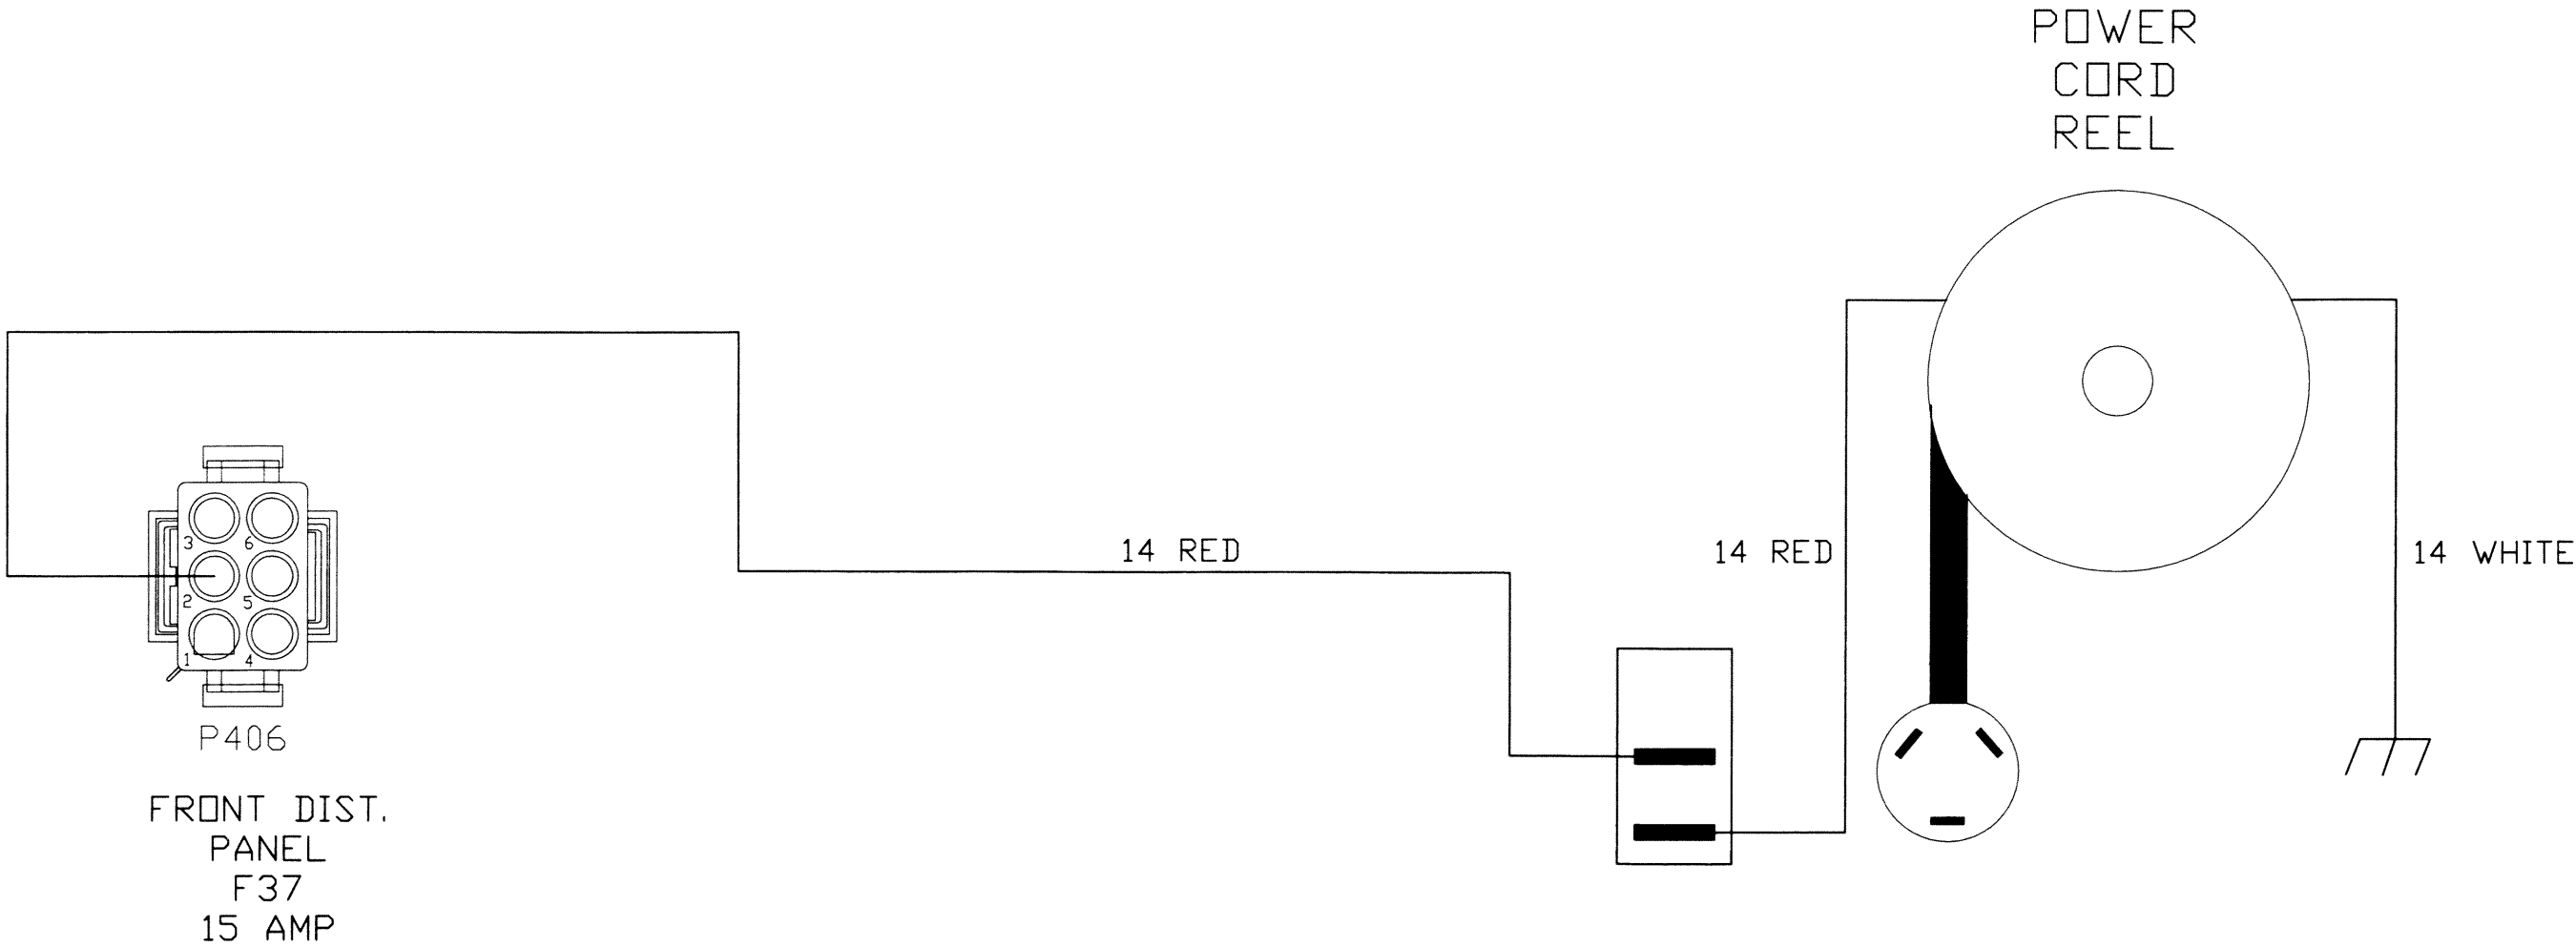 POWER
CORD
REEL
14 RED
14 RED
14 WHITE
3 6
2 5
1 4
P406
FRONT DIST.
PANEL
F37
15 AMP